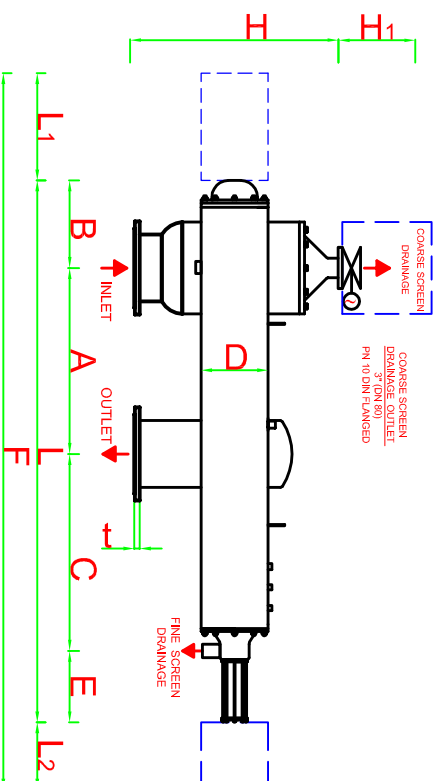 H
H1
COARSE SCREEN
DRAINAGE
COARSE SCREEN
DRAINAGE OUTLET
3" (DN 80)
PN 10 DIN FLANGED
~
L1
B
INLET
A
D
OUTLET
L
F
t
C
FINE SCREEN
DRAINAGE
E
L2